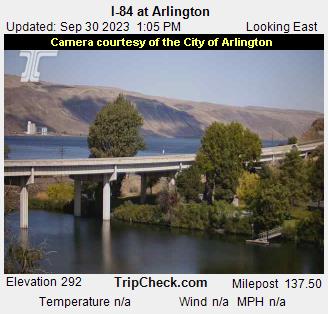 I-84 at Arlington
Updated: Sep 30 2023 1:05 PM Looking East
Camera courtesy of the City of Arlington
Elevation 292 TripCheck.com Milepost 137.50
Temperature n/a Wind n/a MPH n/a